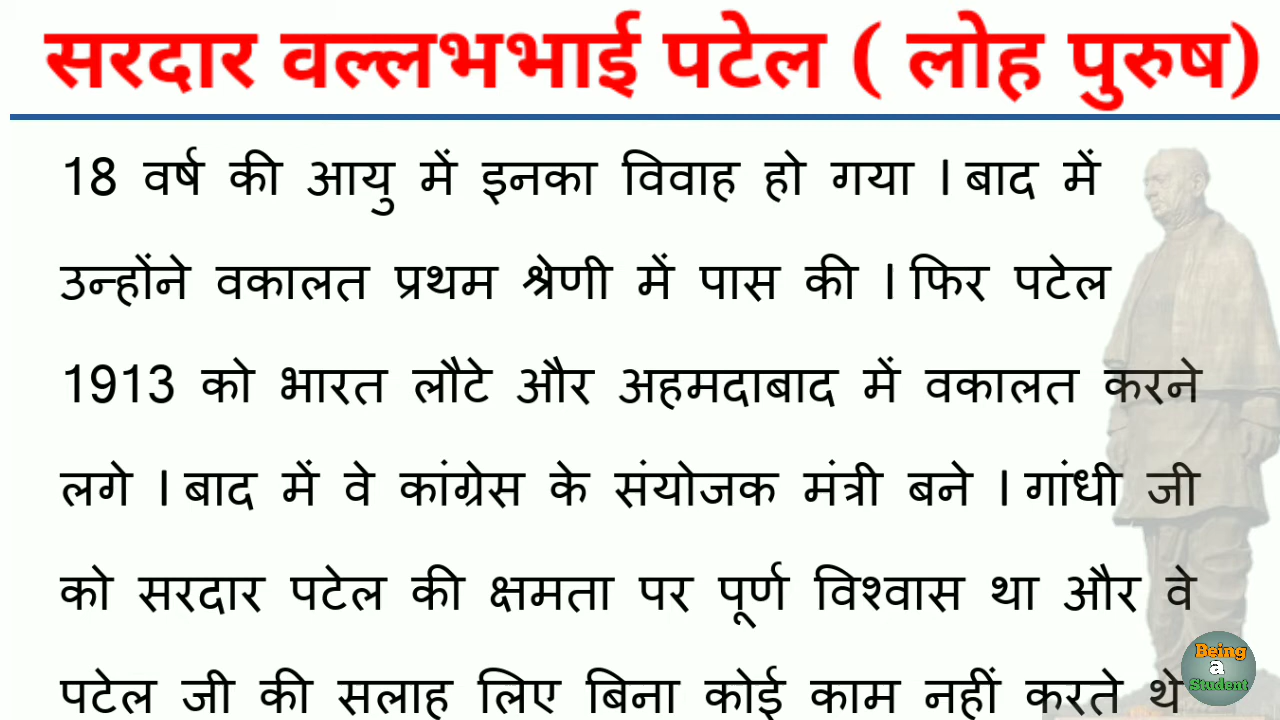 सरदार वल्लभभाई पटेल ( लोह पुरुष)
18 वर्ष की आयु में इनका विवाह हो गया । बाद में
उन्होंने वकालत प्रथम श्रेणी में पास की । फिर पटेल
1913 को भारत लौटे और अहमदाबाद में वकालत करने
लगे । बाद में वे कांग्रेस के संयोजक मंत्री बने । गांधी जी
को सरदार पटेल की क्षमता पर पूर्ण विश्वास था और वे
पटेल जी की सलाह लिए बिना कोई काम नहीं करते थे
Being
a
Student